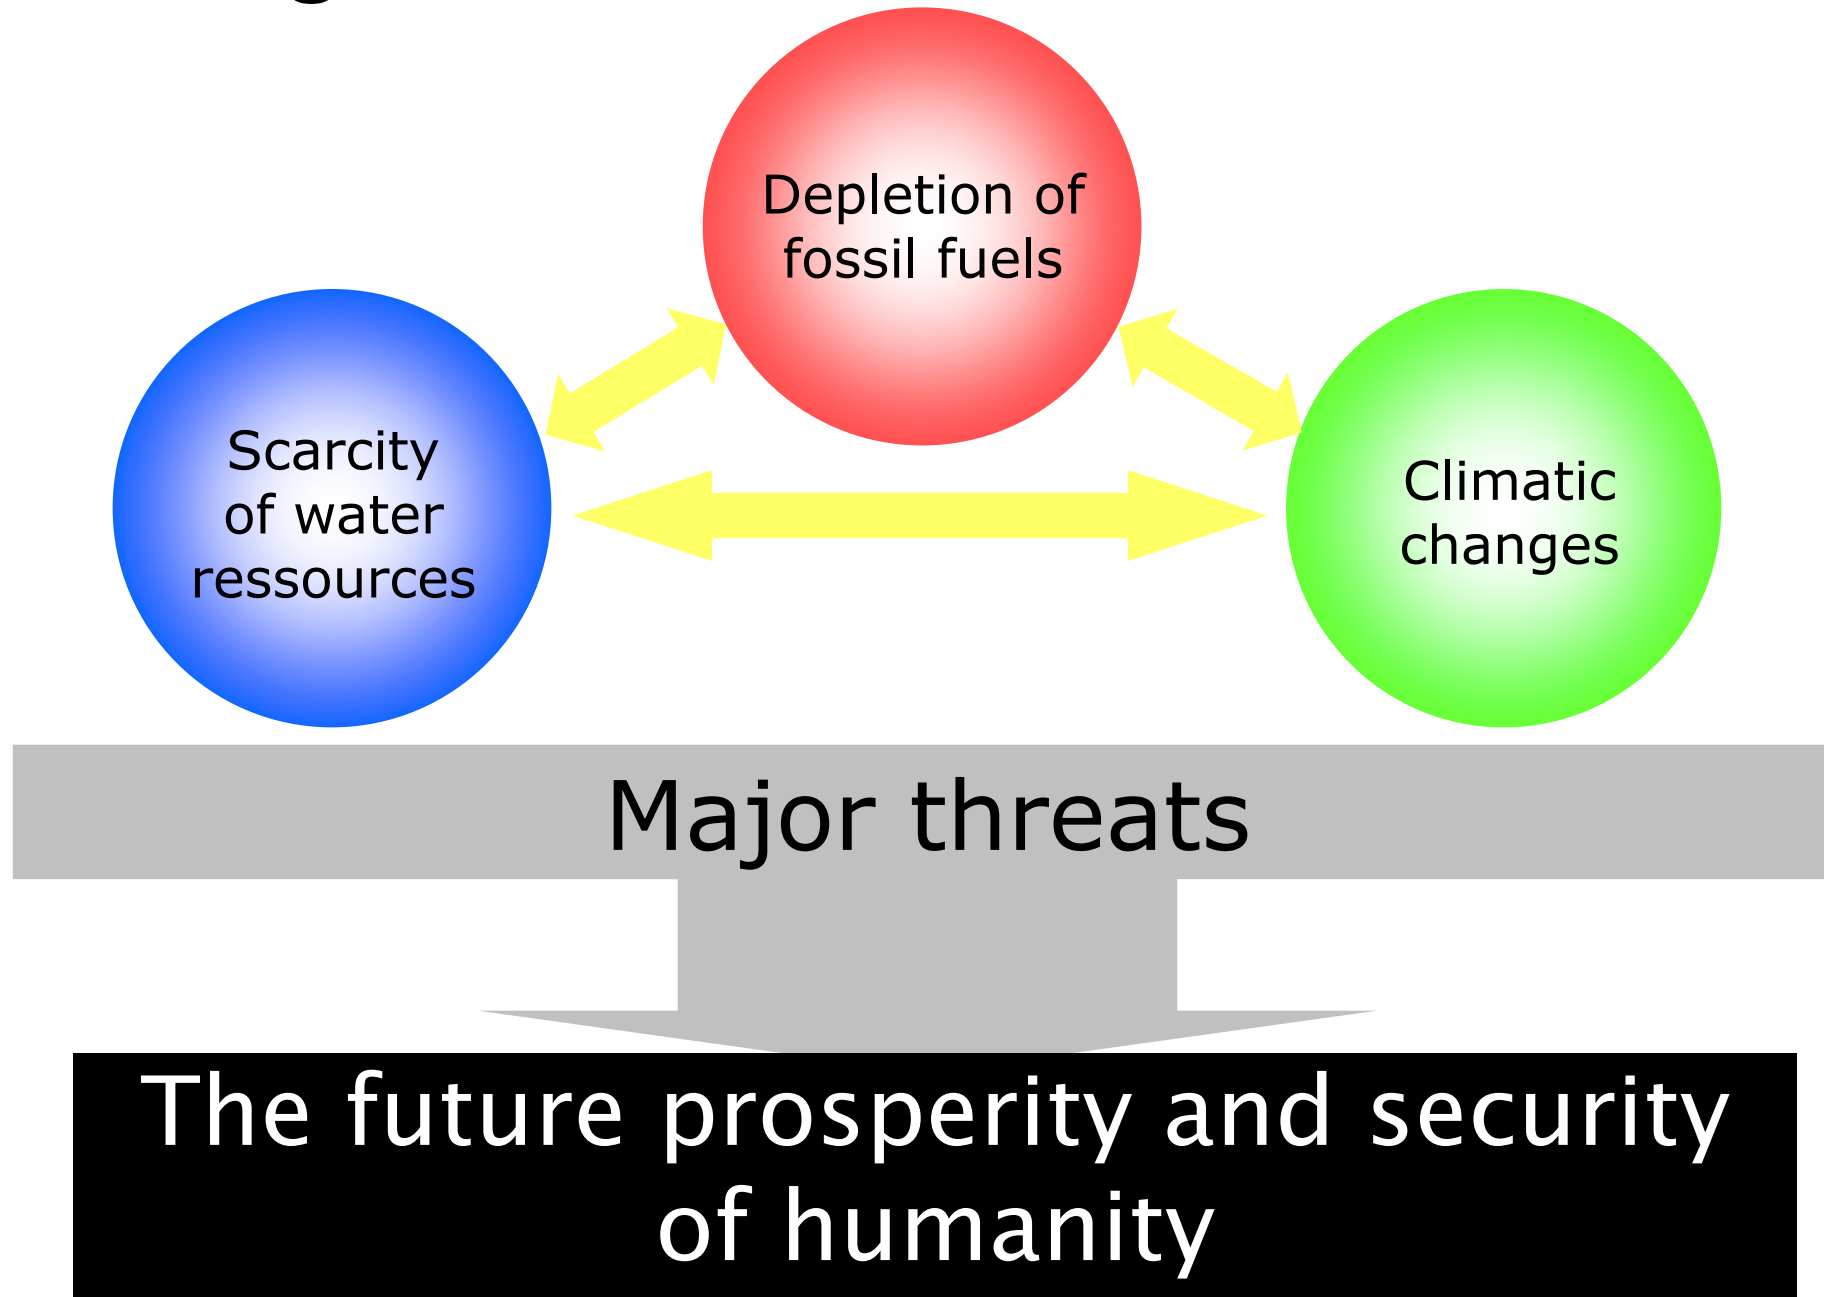 Depletion of
fossil fuels
Scarcity
of water
ressources
Climatic
changes
Major threats
The future prosperity and security
of humanity